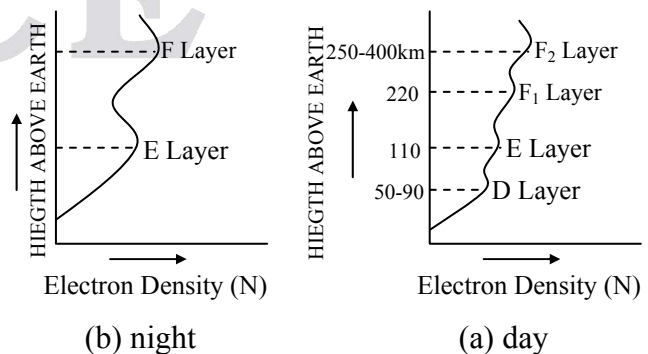 HIEGTH ABOVE EARTH
F Layer
E Layer
Electron Density (N)
(b) night
HIEGTH ABOVE EARTH
250-400km
F₂ Layer
220
F₁ Layer
110
E Layer
50-90
D Layer
Electron Density (N)
(a) day